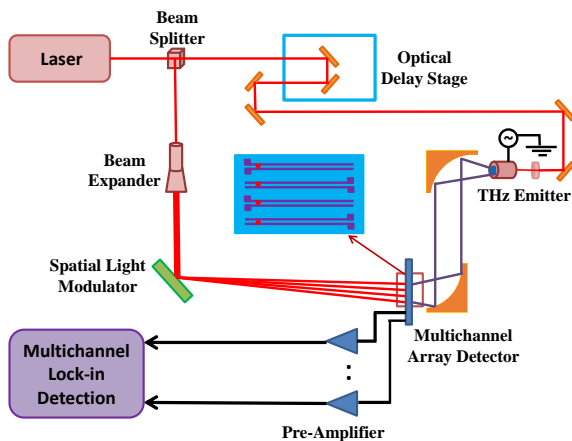 Beam
Splitter
Laser
Optical
Delay Stage
Beam
Expander
THz Emitter
Spatial Light
Modulator
Multichannel
Array Detector
Multichannel
Lock-in
Detection
Pre-Amplifier